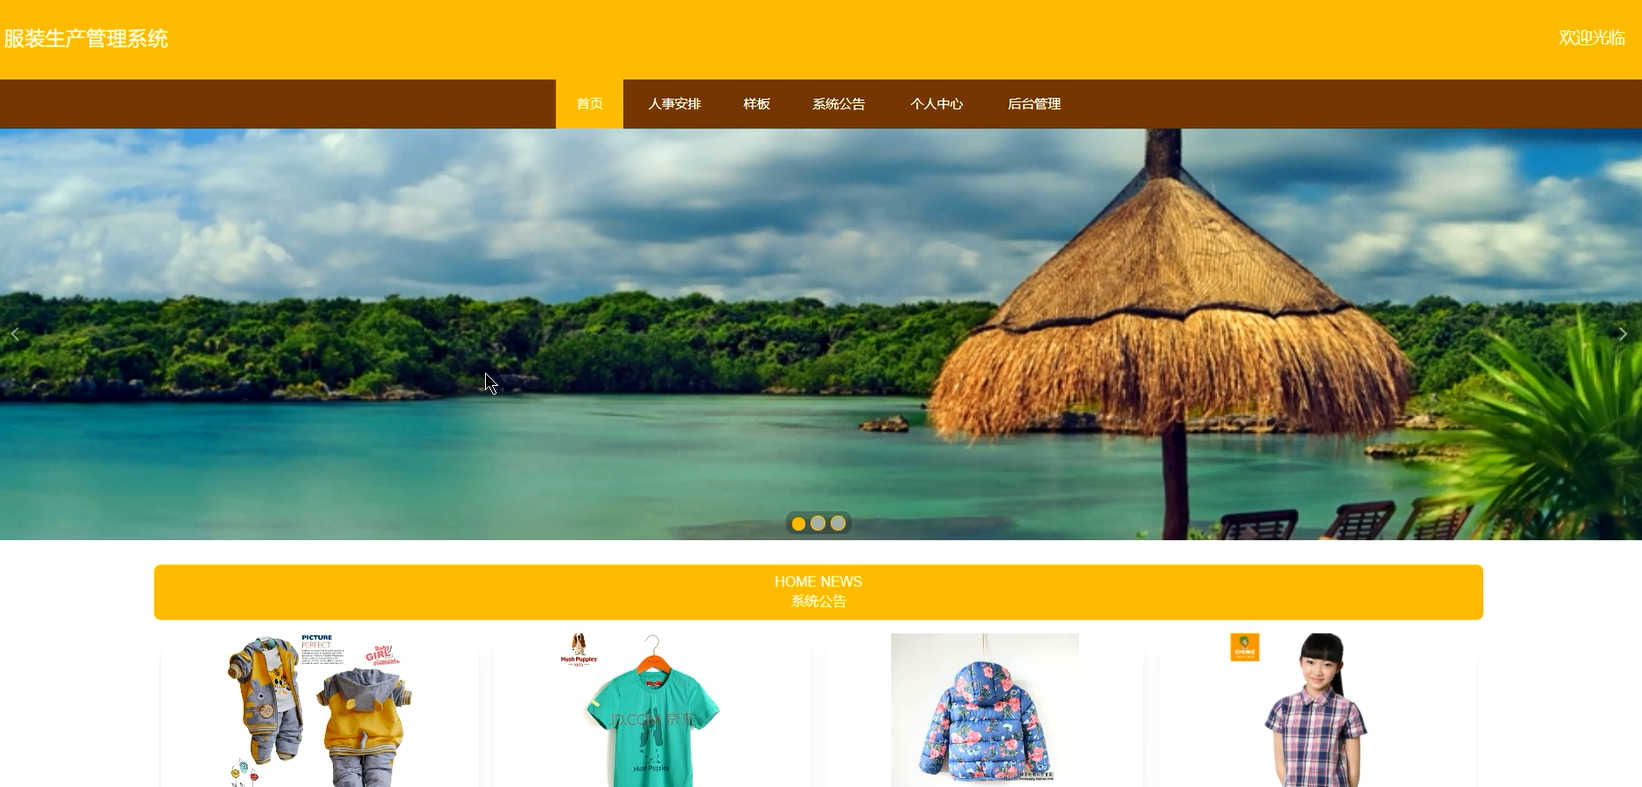 服装生产管理系统
欢迎光临
首页 人事安排 样板 系统公告 个人中心 后台管理
HOME NEWS
系统公告
PICTURE
PERFECT
Baby
GIRL
Hush Puppies
JD.COM 京东
Hush Puppies